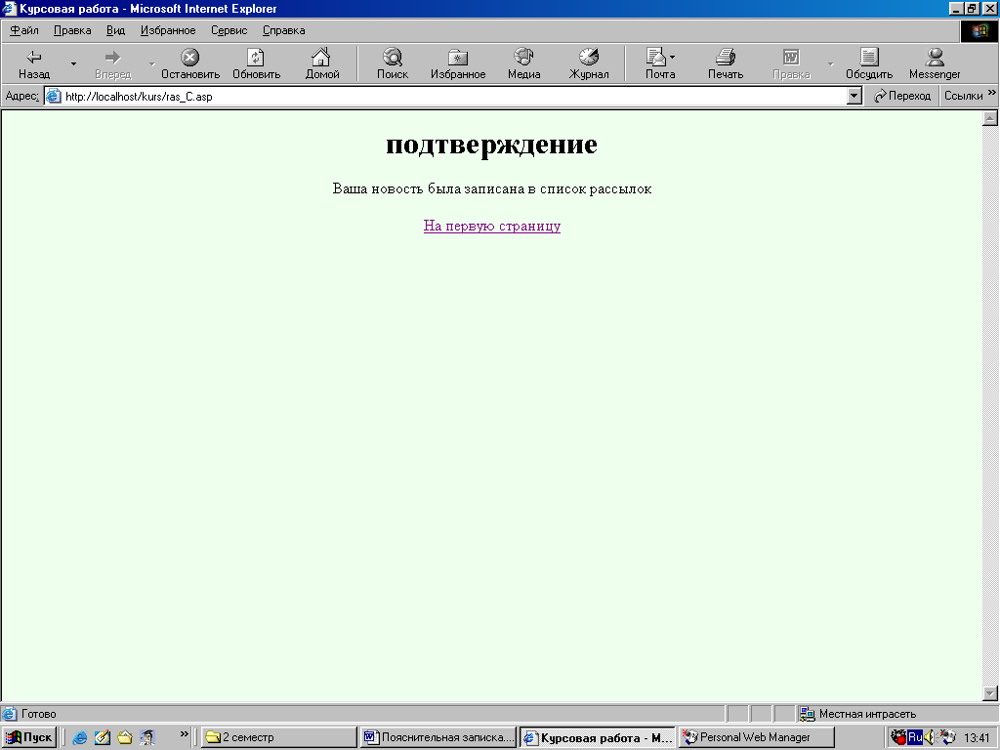 Курсовая работа - Microsoft Internet Explorer
Файл Правка Вид Избранное Сервис Справка
Назад Вперед Остановить Обновить Домой Поиск Избранное Медиа Журнал Почта Печать Правка Обсудить Messenger
Адрес: http://localhost/kurs/ras_C.asp Переход Ссылки »
подтверждение
Ваша новость была записана в список рассылок
На первую страницу
Готово Местная интрасеть
Пуск » 2 семестр Пояснительная записка.... Курсовая работа - M... Personal Web Manager Ru 13:41